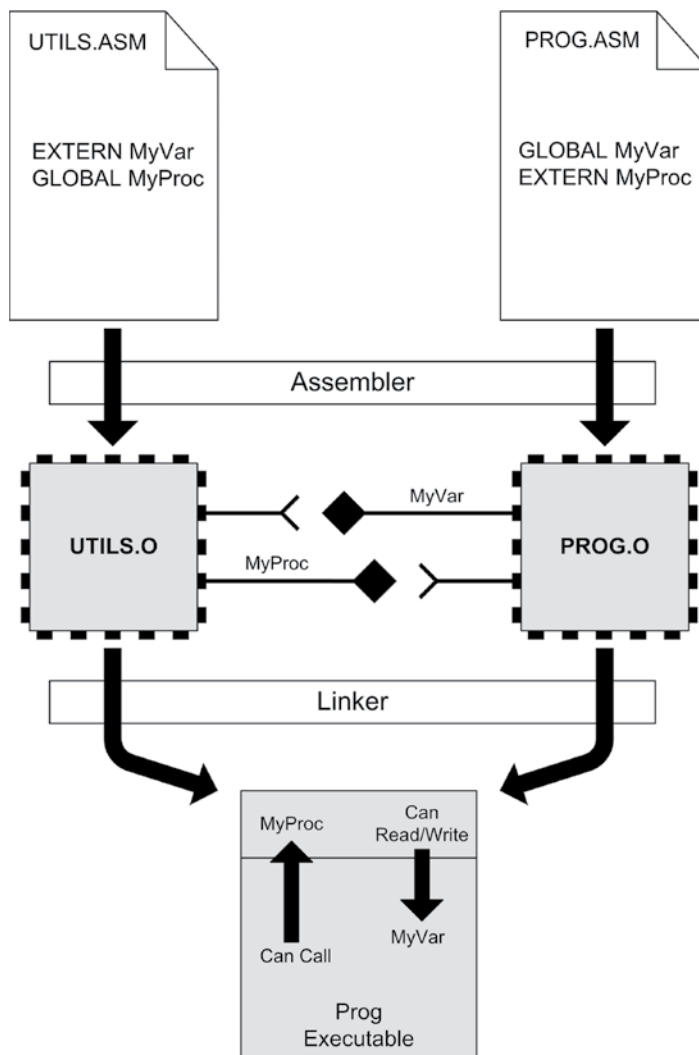 UTILS.ASM
EXTERN MyVar
GLOBAL MyProc
PROG.ASM
GLOBAL MyVar
EXTERN MyProc
Assembler
UTILS.O
MyVar
MyProc
PROG.O
Linker
MyProc
Can
Read/Write
Can Call
MyVar
Prog
Executable